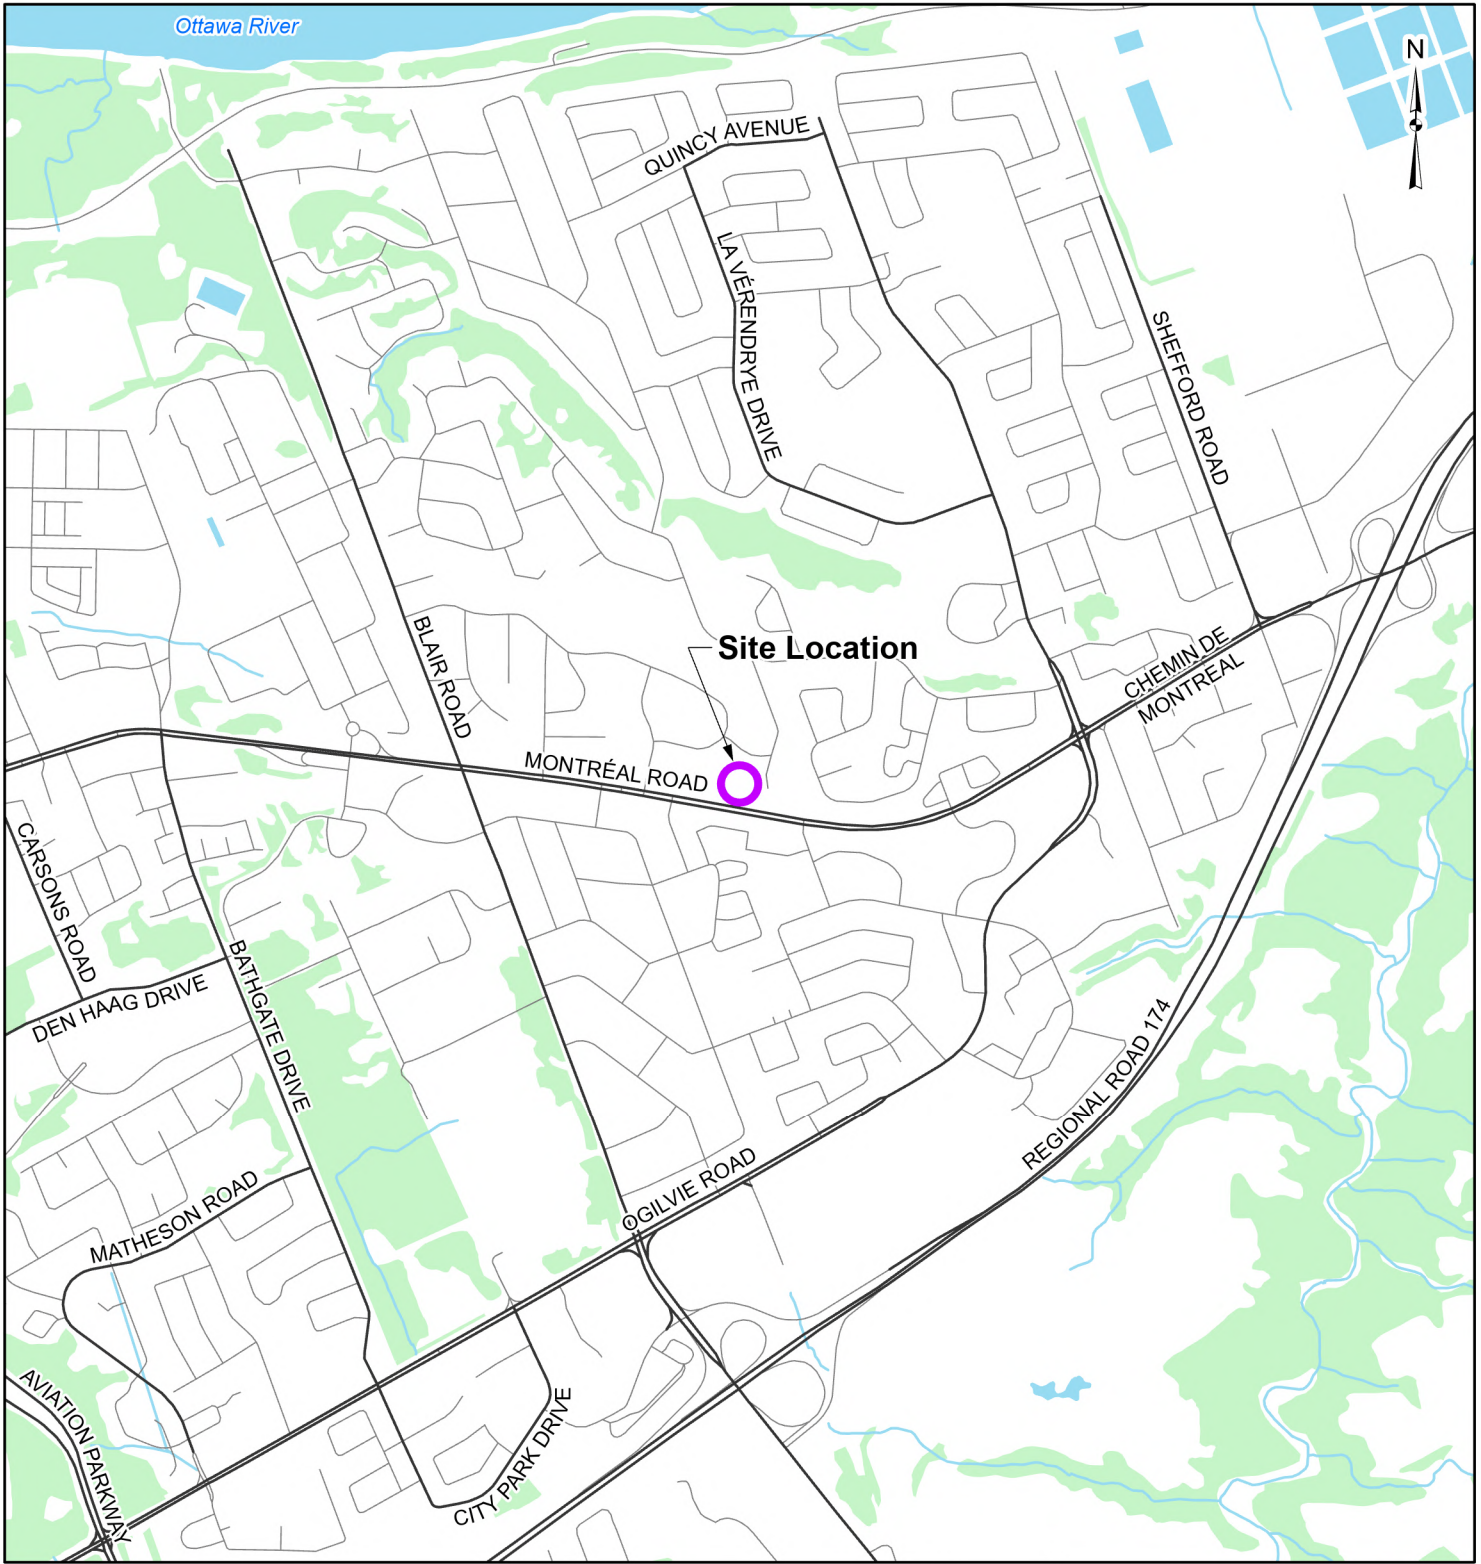 Ottawa River
N
QUINCY AVENUE
LA VÉRENDRYE DRIVE
SHEFFORD ROAD
BLAIR ROAD
Site Location
CHEMIN DE
MONTRÉAL
MONTRÉAL ROAD
CARSONS ROAD
BATHGATE DRIVE
DEN HAAG DRIVE
REGIONAL ROAD 174
OGILVIE ROAD
MATHESON ROAD
AVIATION PARKWAY
CITY PARK DRIVE